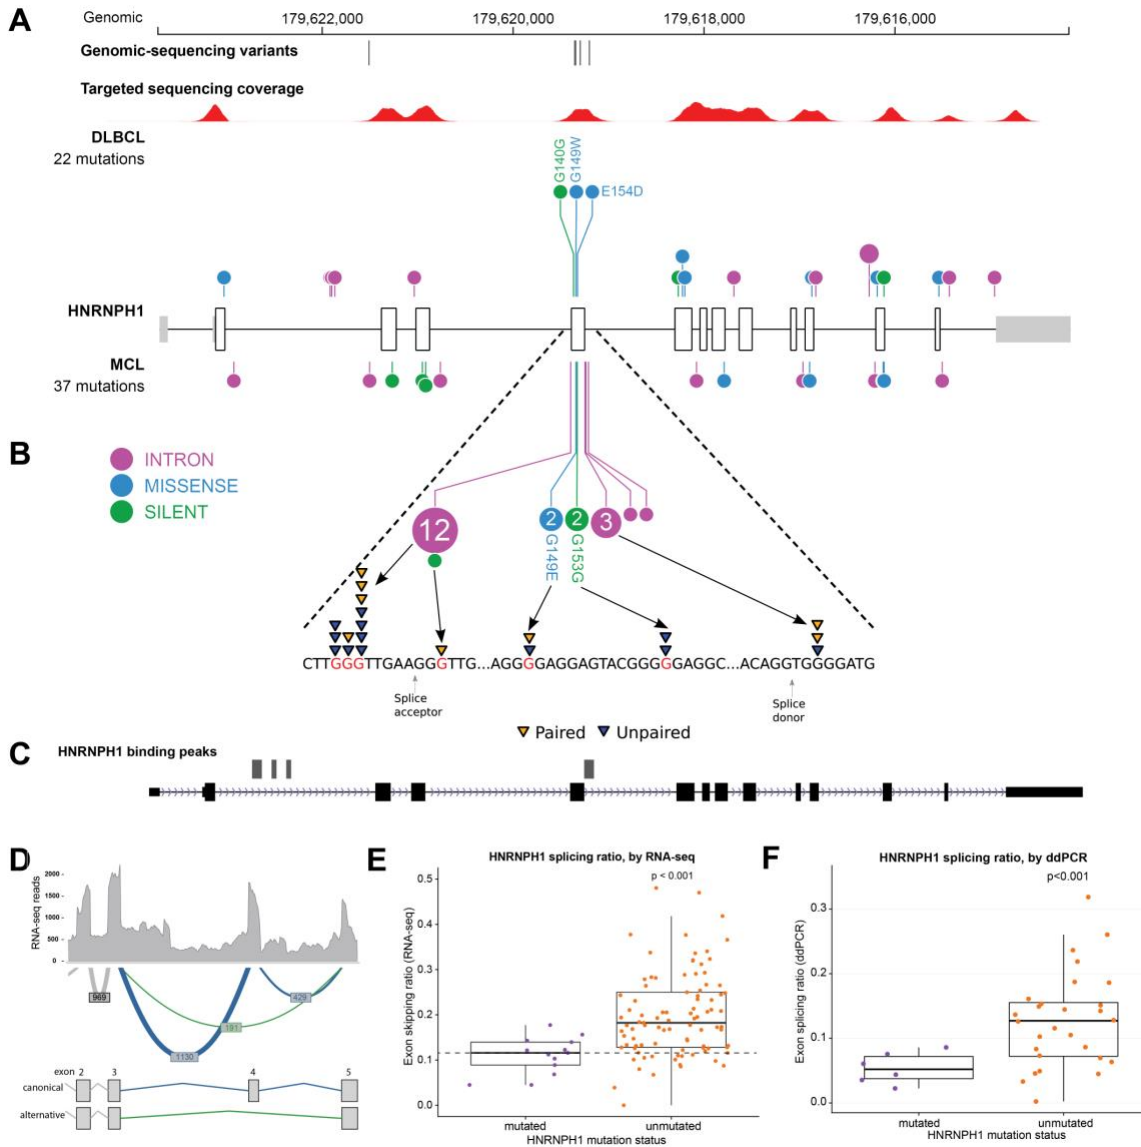 A
Genomic 179,622,000 179,620,000 179,618,000 179,616,000
Genomic-sequencing variants
Targeted sequencing coverage
DLBCL
22 mutations
G140G
G149W
E154D
HNRNPH1
MCL
37 mutations
B
INTRON
MISSENSE
SILENT
12
2
2
3
G149E
G153G
CTTGGGTTGAAGGGTTG...AGGGGAGGAGTACGGGGGAGGC...ACAGGTGGGGATG
Splice
acceptor
Splice
donor
Paired Unpaired
C
HNRNPH1 binding peaks
D
RNA-seq reads
2000
1500
1000
500
0
969
429
191
1130
exon 2 3 4 5
canonical
alternative
E
HNRNPH1 splicing ratio, by RNA-seq
p < 0.001
Exon skipping ratio (RNA-seq)
0.5
0.4
0.3
0.2
0.1
0.0
mutated unmutated
HNRNPH1 mutation status
F
HNRNPH1 splicing ratio, by ddPCR
p<0.001
Exon splicing ratio (ddPCR)
0.3
0.2
0.1
0.0
mutated unmutated
HNRNPH1 mutation status